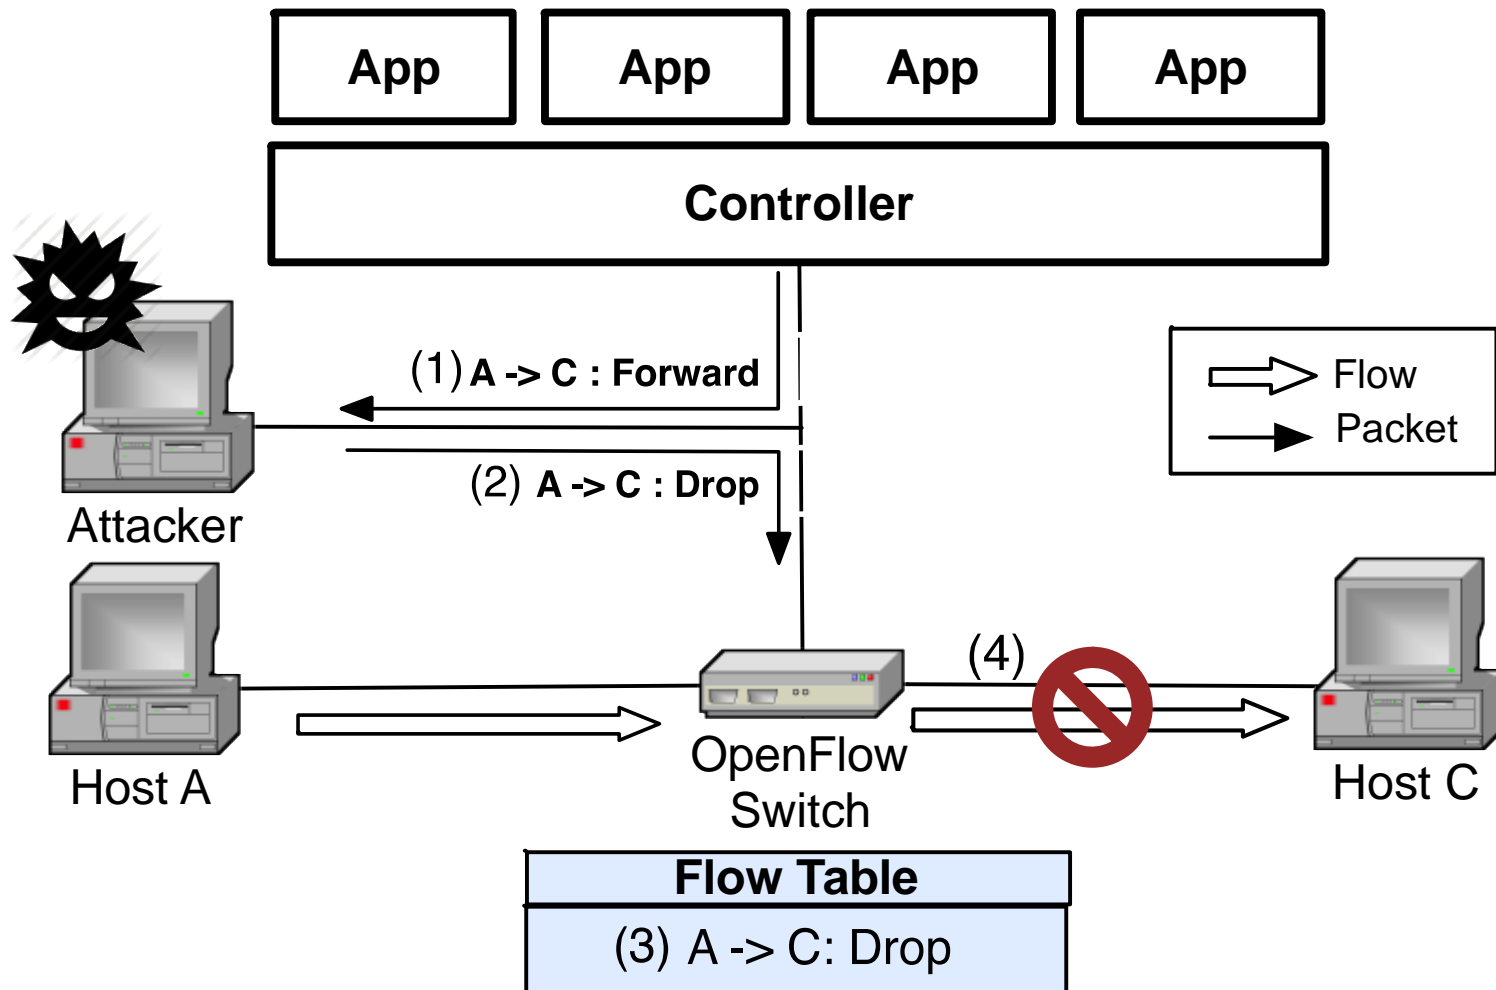 App App App App
Controller
(1) A -> C : Forward
Flow
Packet
(2) A -> C : Drop
Attacker
(4)
Host A
OpenFlow
Switch
Host C
Flow Table
(3) A -> C: Drop